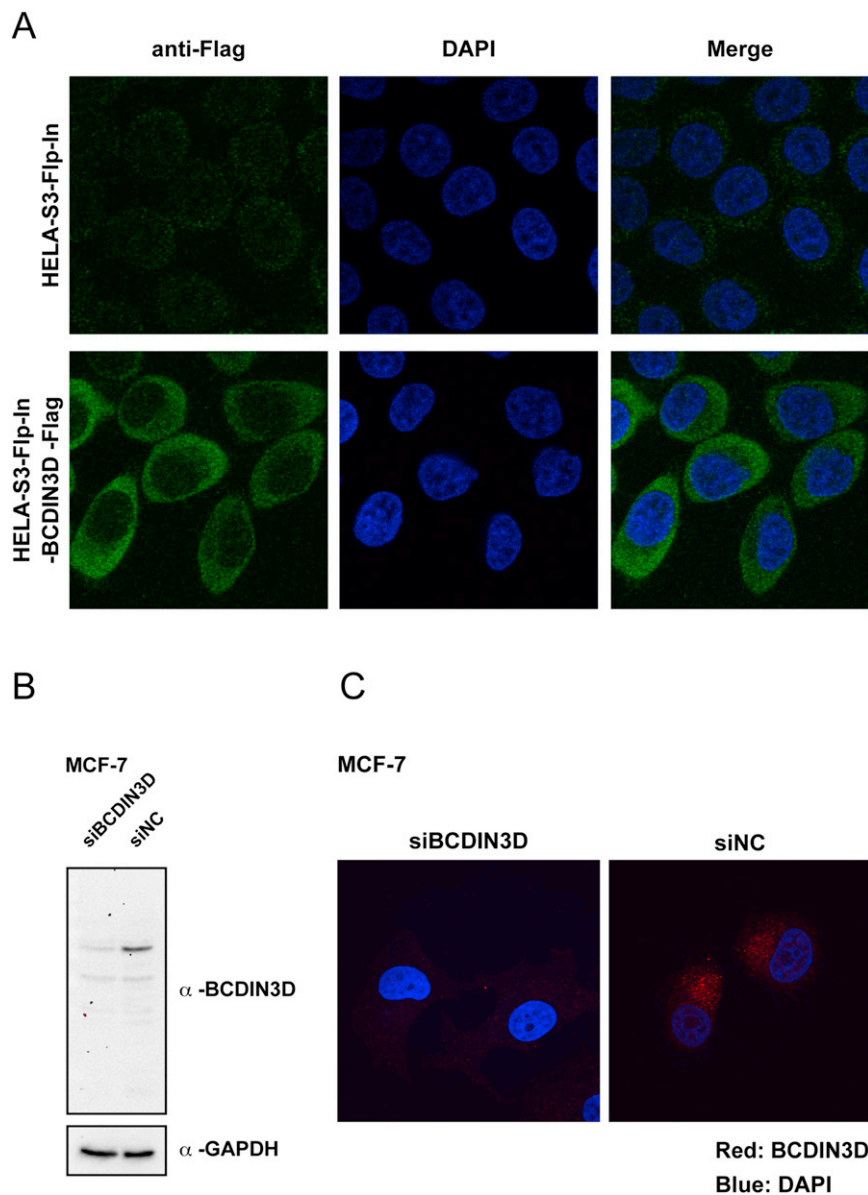 A
anti-Flag
DAPI
Merge
HELA-S3-Flp-In
HELA-S3-Flp-In
-BCDIN3D -Flag
B
MCF-7
siBCDIN3D
siNC
α -BCDIN3D
α -GAPDH
C
MCF-7
siBCDIN3D
siNC
Red: BCDIN3D
Blue: DAPI